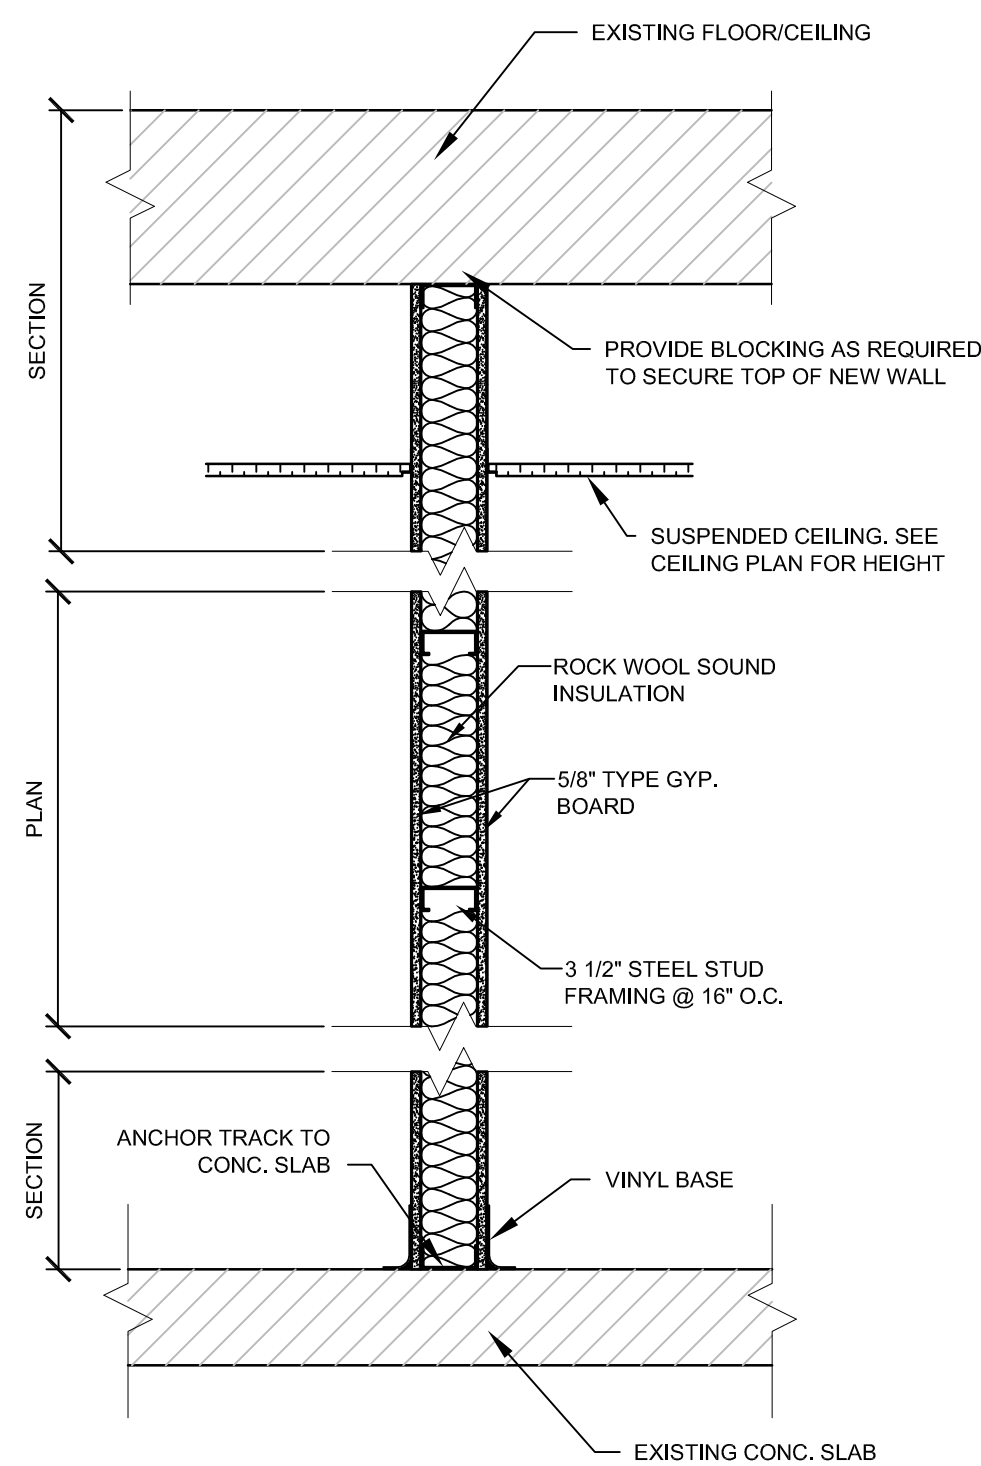 EXISTING FLOOR/CEILING
SECTION
PROVIDE BLOCKING AS REQUIRED
TO SECURE TOP OF NEW WALL
SUSPENDED CEILING. SEE
CEILING PLAN FOR HEIGHT
PLAN
ROCK WOOL SOUND
INSULATION
5/8" TYPE GYP.
BOARD
3 1/2" STEEL STUD
FRAMING @ 16" O.C.
SECTION
ANCHOR TRACK TO
CONC. SLAB
VINYL BASE
EXISTING CONC. SLAB